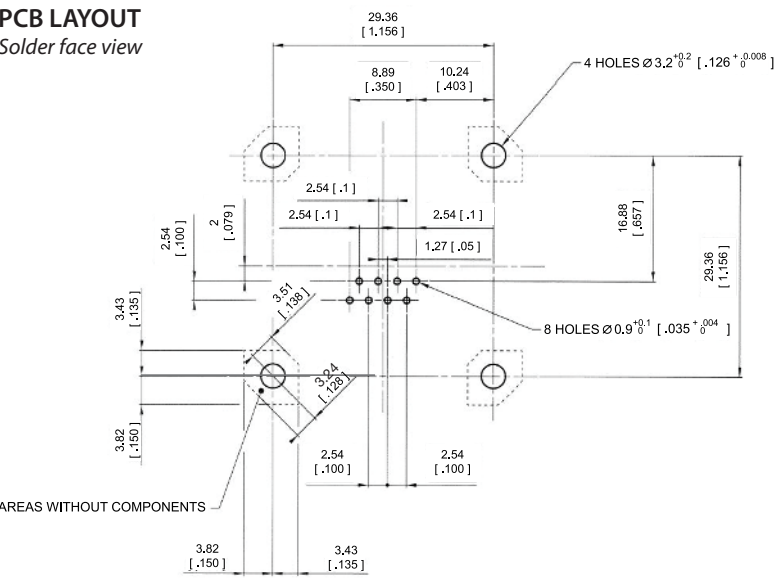 PCB LAYOUT
Solder face view
29.36
[ 1.156 ]
8.89
[ .350 ]
10.24
[ .403 ]
4 HOLES Ø 3.2 +0.2 0 [ .126 + 0.008 0 ]
2.54 [ .1 ]
2.54 [ .1 ]
2.54 [ .1 ]
1.27 [ .05 ]
2
[ .079 ]
2.54
[ .100 ]
16.88
[ .657 ]
29.36
[ 1.156 ]
3.43
[ .135 ]
3.51
[ .138 ]
8 HOLES Ø 0.9 +0.1 0 [ .035 + .004 0 ]
3.24
[ .128 ]
3.82
[ .150 ]
2.54
[ .100 ]
2.54
[ .100 ]
AREAS WITHOUT COMPONENTS
3.82
[ .150 ]
3.43
[ .135 ]